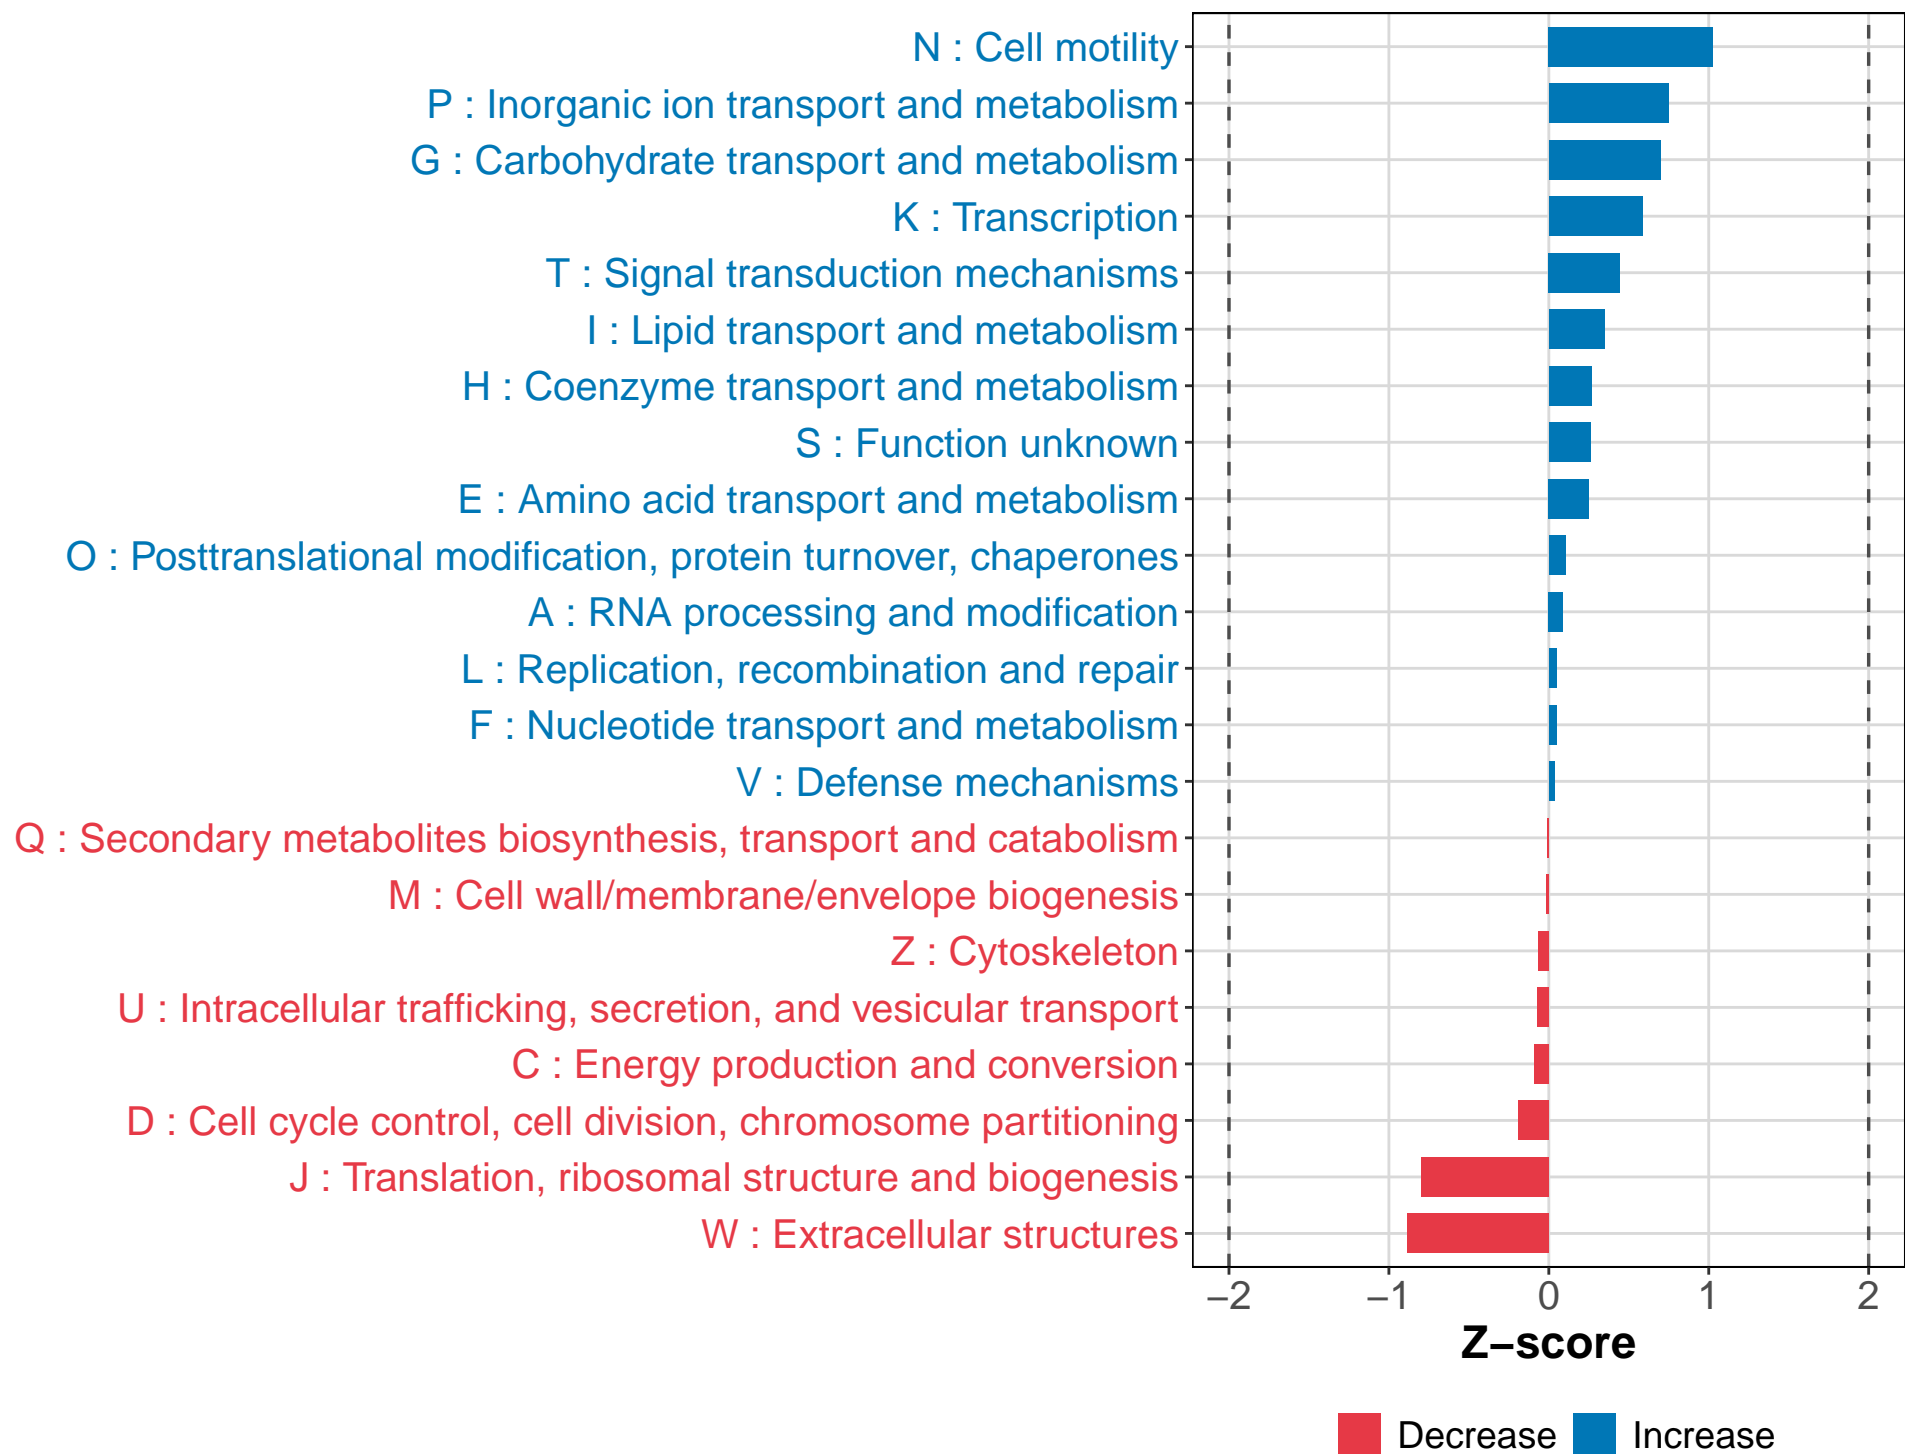 N : Cell motility
P : Inorganic ion transport and metabolism
G : Carbohydrate transport and metabolism
K : Transcription
T : Signal transduction mechanisms
I : Lipid transport and metabolism
H : Coenzyme transport and metabolism
S : Function unknown
E : Amino acid transport and metabolism
O : Posttranslational modification, protein turnover, chaperones
A : RNA processing and modification
L : Replication, recombination and repair
F : Nucleotide transport and metabolism
V : Defense mechanisms
Q : Secondary metabolites biosynthesis, transport and catabolism
M : Cell wall/membrane/envelope biogenesis
Z : Cytoskeleton
U : Intracellular trafficking, secretion, and vesicular transport
C : Energy production and conversion
D : Cell cycle control, cell division, chromosome partitioning
J : Translation, ribosomal structure and biogenesis
W : Extracellular structures
−2 −1 0 1 2
Z−score
Decrease Increase